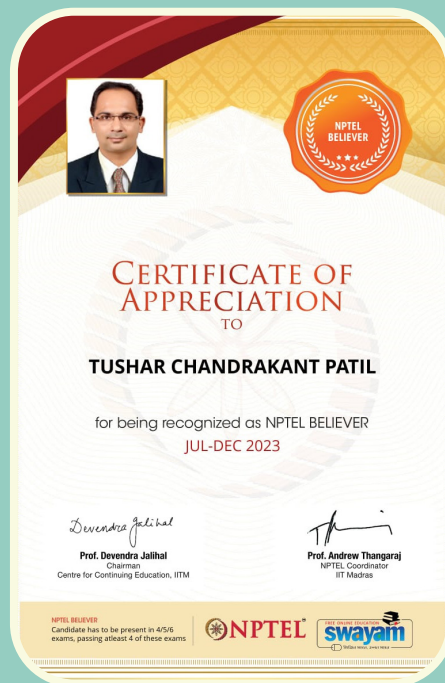 NPTEL
BELIEVER
CERTIFICATE OF
APPRECIATION
TO
TUSHAR CHANDRAKANT PATIL
for being recognized as NPTEL BELIEVER
JUL-DEC 2023
Devendra Jalihal
Prof. Devendra Jalihal
Chairman
Centre for Continuing Education, IITM
Prof. Andrew Thangaraj
NPTEL Coordinator
IIT Madras
NPTEL BELIEVER
Candidate has to be present in 4/5/6
exams, passing atleast 4 of these exams
NPTEL
FREE ONLINE EDUCATION
swayam